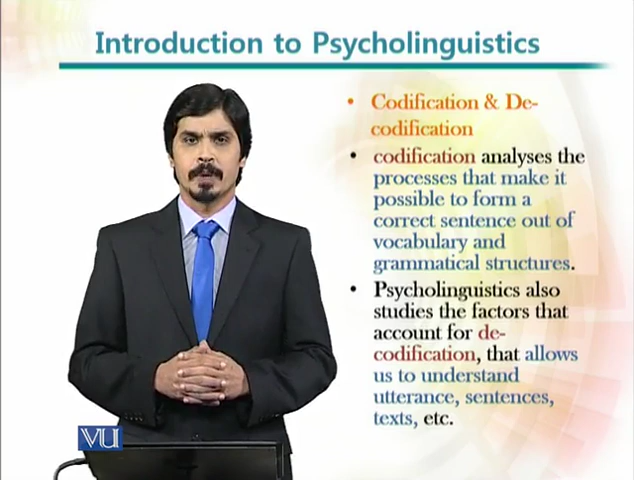 Introduction to Psycholinguistics
• Codification & De-
codification
• codification analyses the
processes that make it
possible to form a
correct sentence out of
vocabulary and
grammatical structures.
• Psycholinguistics also
studies the factors that
account for de-
codification, that allows
us to understand
utterance, sentences,
texts, etc.
VU